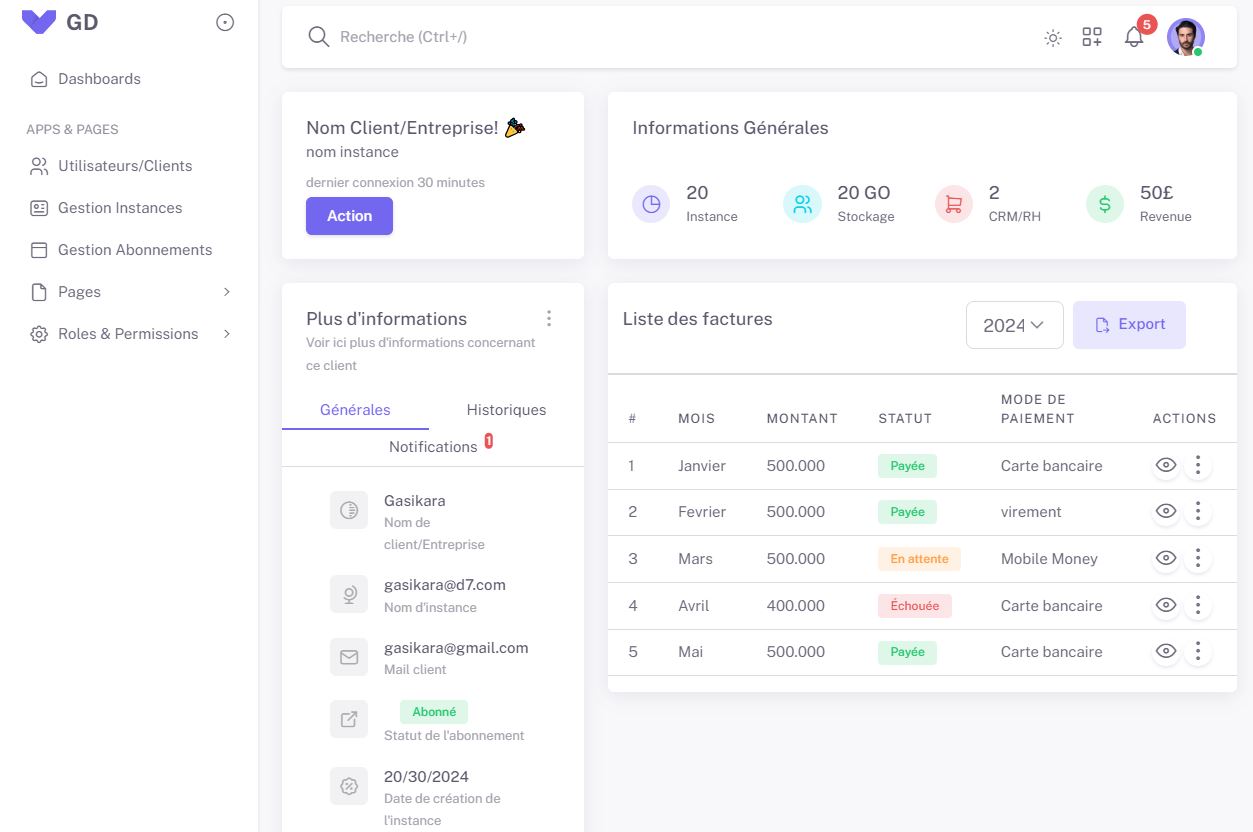 GD
Dashboards
APPS & PAGES
Utilisateurs/Clients
Gestion Instances
Gestion Abonnements
Pages
Roles & Permissions
Recherche (Ctrl+/)
5
Nom Client/Entreprise!
nom instance
dernier connexion 30 minutes
Action
Informations Générales
20
Instance
20 GO
Stockage
2
CRM/RH
50£
Revenue
Plus d'informations
Voir ici plus d'informations concernant
ce client
Générales
Historiques
Notifications 1
Gasikara
Nom de
client/Entreprise
gasikara@d7.com
Nom d'instance
gasikara@gmail.com
Mail client
Abonné
Statut de l'abonnement
20/30/2024
Date de création de
l'instance
Liste des factures
2024
Export
# MOIS MONTANT STATUT MODE DE PAIEMENT ACTIONS
1 Janvier 500.000 Payée Carte bancaire
2 Fevrier 500.000 Payée virement
3 Mars 500.000 En attente Mobile Money
4 Avril 400.000 Échouée Carte bancaire
5 Mai 500.000 Payée Carte bancaire